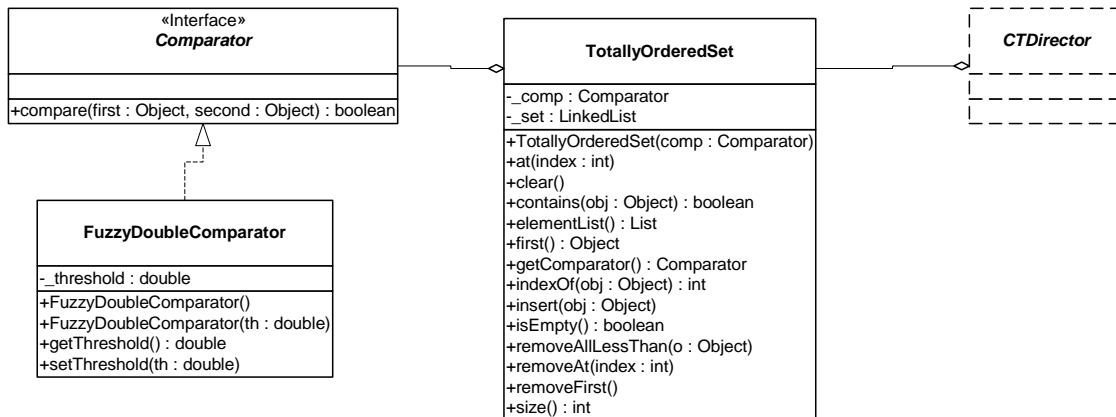 «Interface»
Comparator
+compare(first : Object, second : Object) : boolean
FuzzyDoubleComparator
-_threshold : double
+FuzzyDoubleComparator()
+FuzzyDoubleComparator(th : double)
+getThreshold() : double
+setThreshold(th : double)
TotallyOrderedSet
-_comp : Comparator
-_set : LinkedList
+TotallyOrderedSet(comp : Comparator)
+at(index : int)
+clear()
+contains(obj : Object) : boolean
+elementList() : List
+first() : Object
+getComparator() : Comparator
+indexOf(obj : Object) : int
+insert(obj : Object)
+isEmpty() : boolean
+removeAllLessThan(o : Object)
+removeAt(index : int)
+removeFirst()
+size() : int
CTDirector